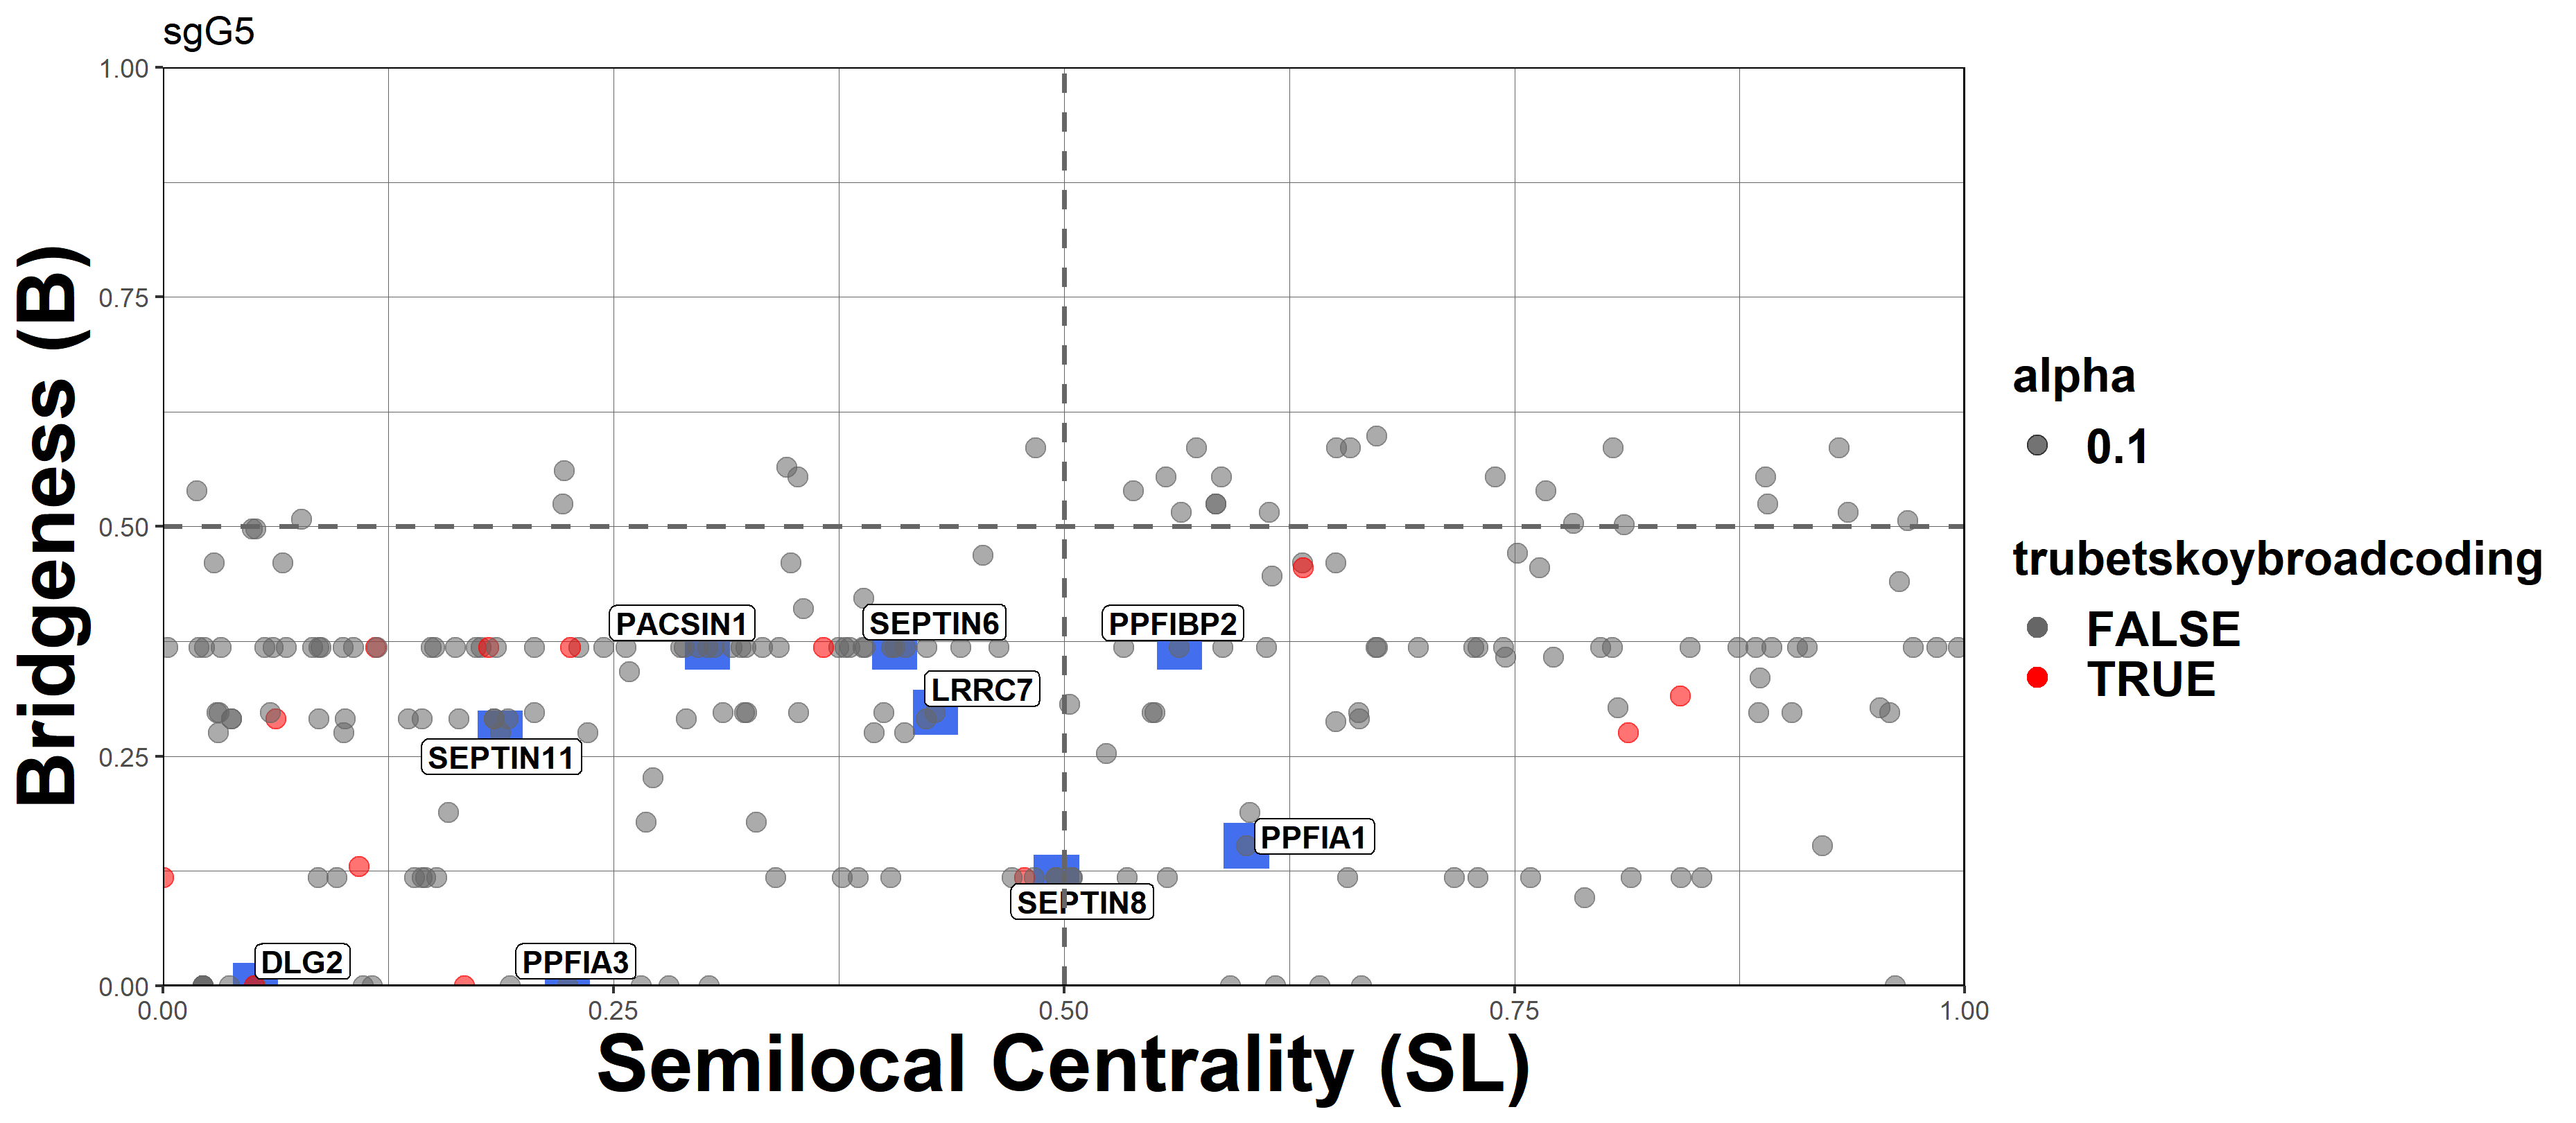 sgG5
Bridgeness (B)
1.00
0.75
0.50
0.25
0.00
PACSIN1
SEPTIN6
PPFIBP2
LRRC7
SEPTIN11
PPFIA1
SEPTIN8
DLG2
PPFIA3
0.00
0.25
0.50
0.75
1.00
Semilocal Centrality (SL)
alpha
0.1
trubetskoybroadcoding
FALSE
TRUE